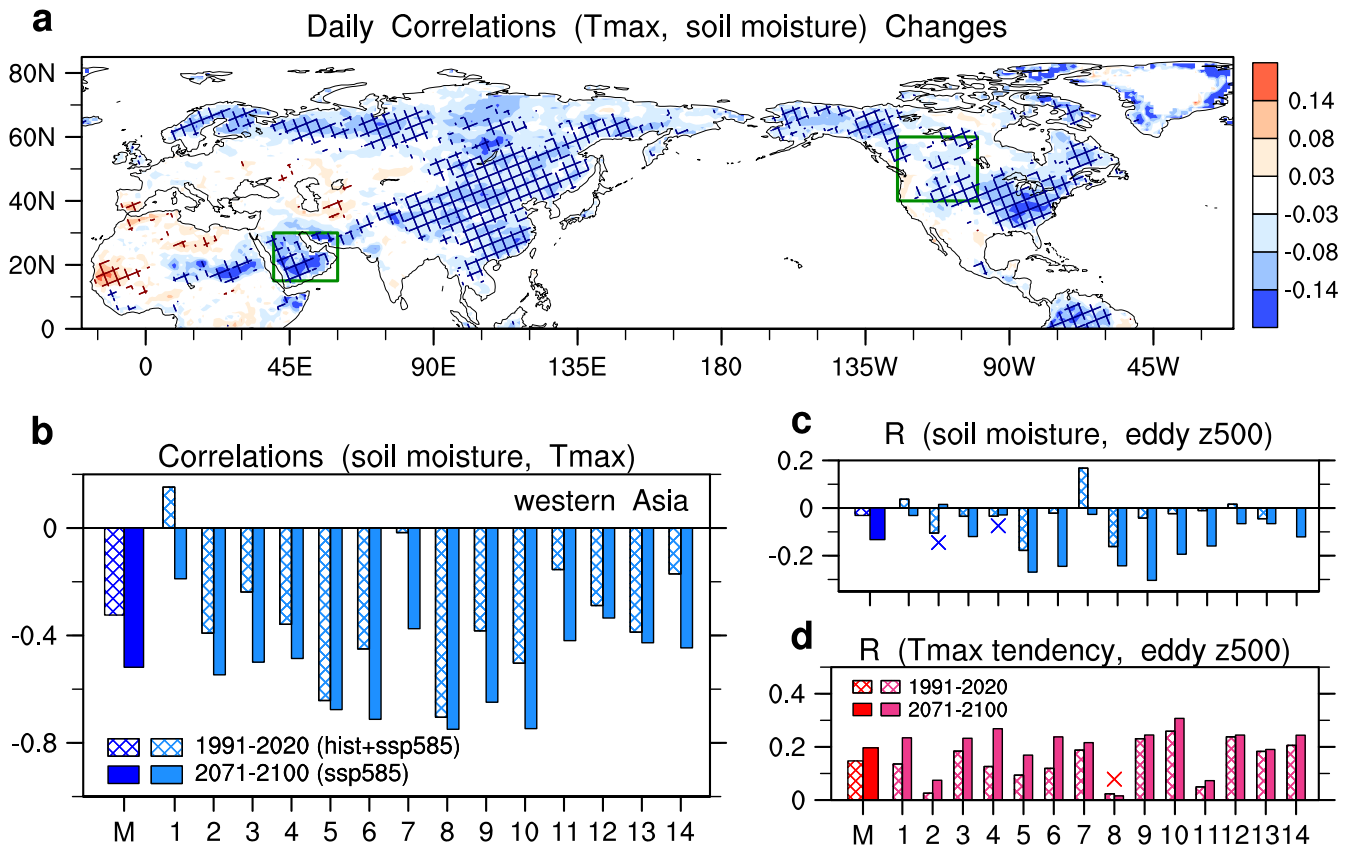 a
Daily Correlations (Tmax, soil moisture) Changes
80N
60N
40N
20N
0
0 45E 90E 135E 180 135W 90W 45W
0.14
0.08
0.03
-0.03
-0.08
-0.14
b
Correlations (soil moisture, Tmax)
western Asia
0
-0.4
-0.8
1991-2020 (hist+ssp585)
2071-2100 (ssp585)
M 1 2 3 4 5 6 7 8 9 10 11 12 13 14
c
R (soil moisture, eddy z500)
0.2
0
-0.2
d
R (Tmax tendency, eddy z500)
0.4
0.2
0
1991-2020
2071-2100
M 1 2 3 4 5 6 7 8 9 10 11 12 13 14